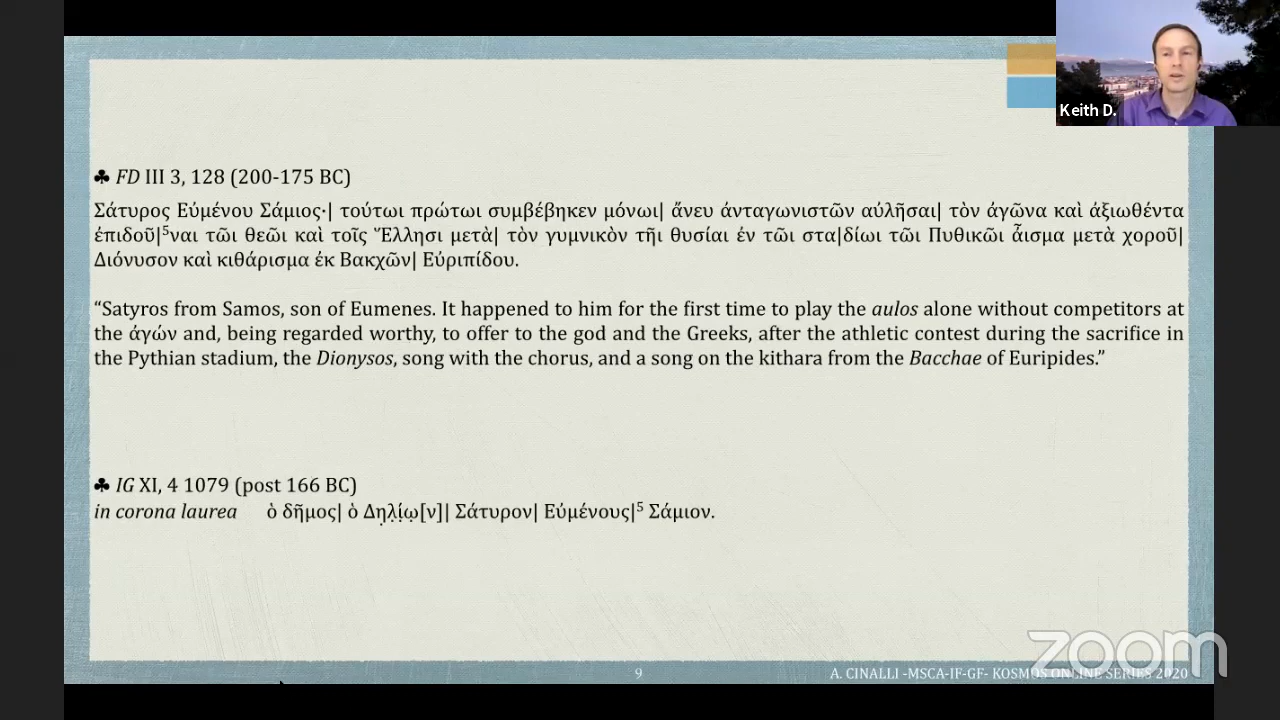 Keith D.
♣ FD III 3, 128 (200-175 BC)
Σάτυρος Εὐμένου Σάμιος·| τούτωι πρώτωι συμβέβηκεν μόνωι| ἄνευ ἀνταγωνιστῶν αὐλῆσαι| τὸν ἀγῶνα καὶ ἀξιωθέντα
ἐπιδοῦ|⁵ναι τῶι θεῶι καὶ τοῖς Ἕλλησι μετὰ| τὸν γυμνικὸν τῆι θυσίαι ἐν τῶι στα|δίωι τῶι Πυθικῶι ἆισμα μετὰ χοροῦ|
Διόνυσον καὶ κιθάρισμα ἐκ Βακχῶν| Εὐριπίδου.
“Satyros from Samos, son of Eumenes. It happened to him for the first time to play the aulos alone without competitors at
the ἀγών and, being regarded worthy, to offer to the god and the Greeks, after the athletic contest during the sacrifice in
the Pythian stadium, the Dionysos, song with the chorus, and a song on the kithara from the Bacchae of Euripides.”
♣ IG XI, 4 1079 (post 166 BC)
in corona laurea ὁ δῆμος| ὁ Δη̣λ̣ί̣ω̣[ν]| Σάτυρον| Εὐμένους|⁵ Σάμιον.
zoom
9
A. CINALLI -MSCA-IF-GF- KOSMOS ONLINE SERIES 2020